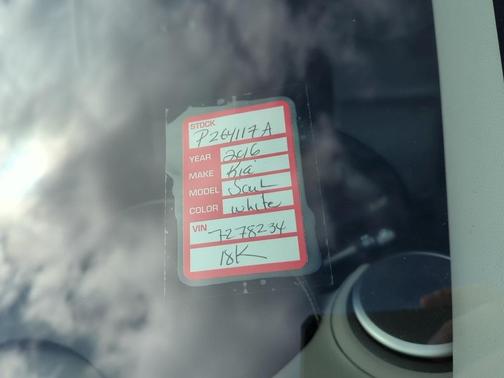 STOCK
P264117A
YEAR 2016
MAKE Kia
MODEL Soul
COLOR white
VIN 7278234
18K